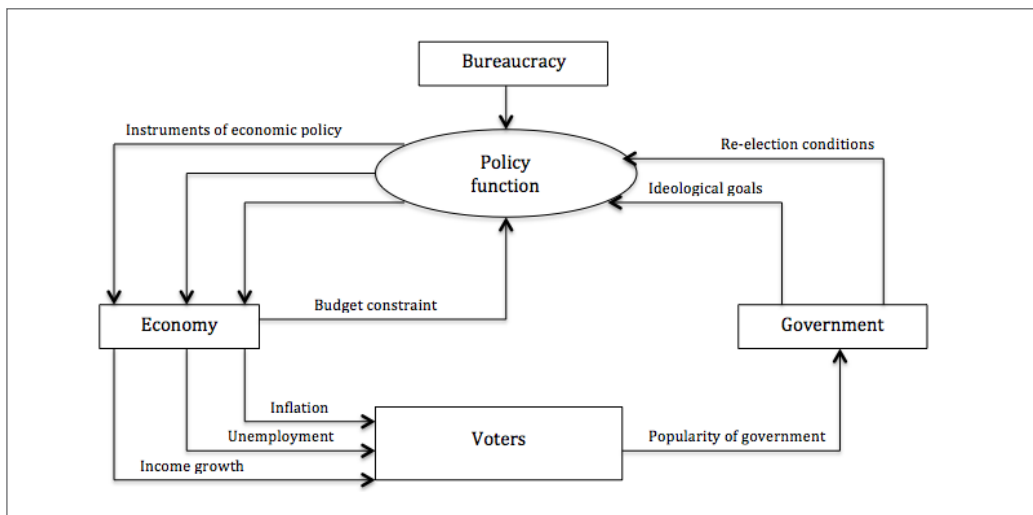 Bureaucracy
Instruments of economic policy
Re-election conditions
Policy
function
Ideological goals
Budget constraint
Economy
Government
Inflation
Unemployment
Voters
Popularity of government
Income growth